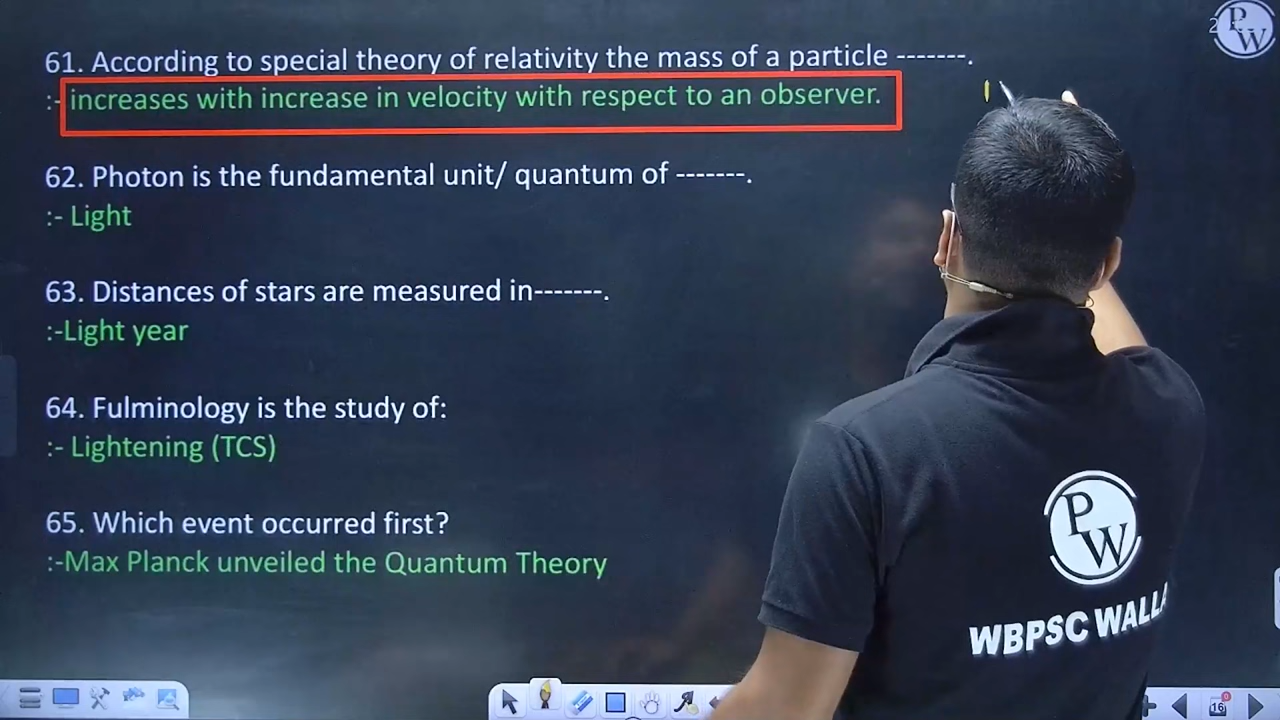 61. According to special theory of relativity the mass of a particle -------.
:- increases with increase in velocity with respect to an observer.
62. Photon is the fundamental unit/ quantum of -------.
:- Light
63. Distances of stars are measured in-------.
:-Light year
64. Fulminology is the study of:
:- Lightening (TCS)
65. Which event occurred first?
:-Max Planck unveiled the Quantum Theory
PW
PW
WBPSC WALLA
16